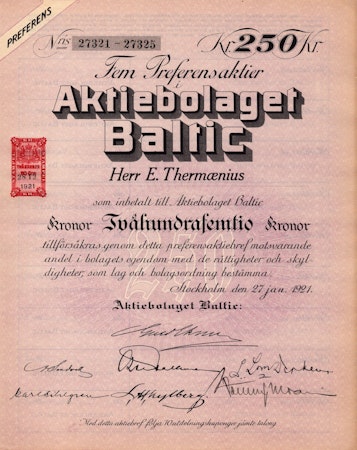 PREFERENS
Nris 27321 - 27325
Kr 250 Kr.
Fem Preferensaktier
Aktiebolaget
Baltic
Herr E. Thermænius
som inbetalt till Aktiebolaget Baltic
Kronor Tvåhundrafemtio Kronor
tillförsäkras genom detta preferensaktiebref motsvarande
andel i bolagets egendom med de rättigheter och skyl-
digheter, som lag och bolagsordning bestämma.
Stockholm den 27 jan. 1921.
Aktiebolaget Baltic:
Med detta aktiebref följa 10 utdelningskuponger jämte talong
1921